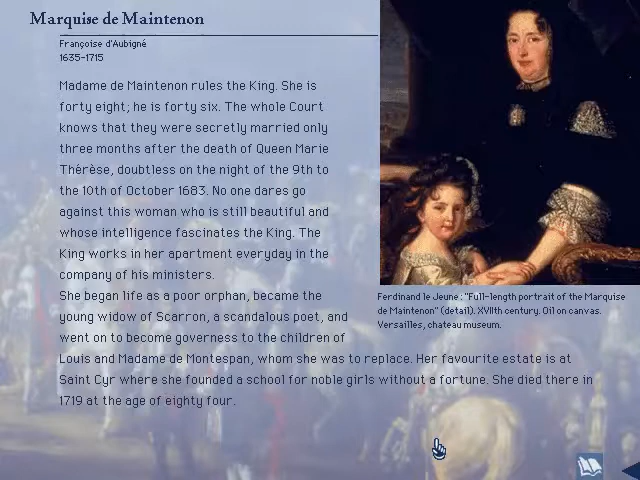 Marquise de Maintenon
Françoise d'Aubigné
1635-1715
Madame de Maintenon rules the King. She is
forty eight; he is forty six. The whole Court
knows that they were secretly married only
three months after the death of Queen Marie
Thérèse, doubtless on the night of the 9th to
the 10th of October 1683. No one dares go
against this woman who is still beautiful and
whose intelligence fascinates the King. The
King works in her apartment everyday in the
company of his ministers.
She began life as a poor orphan, became the
young widow of Scarron, a scandalous poet, and
went on to become governess to the children of
Louis and Madame de Montespan, whom she was to replace. Her favourite estate is at
Saint Cyr where she founded a school for noble girls without a fortune. She died there in
1719 at the age of eighty four.
Ferdinand le Jeune : "Full-length portrait of the Marquise
de Maintenon" (detail). XVIIth century. Oil on canvas.
Versailles, chateau museum.